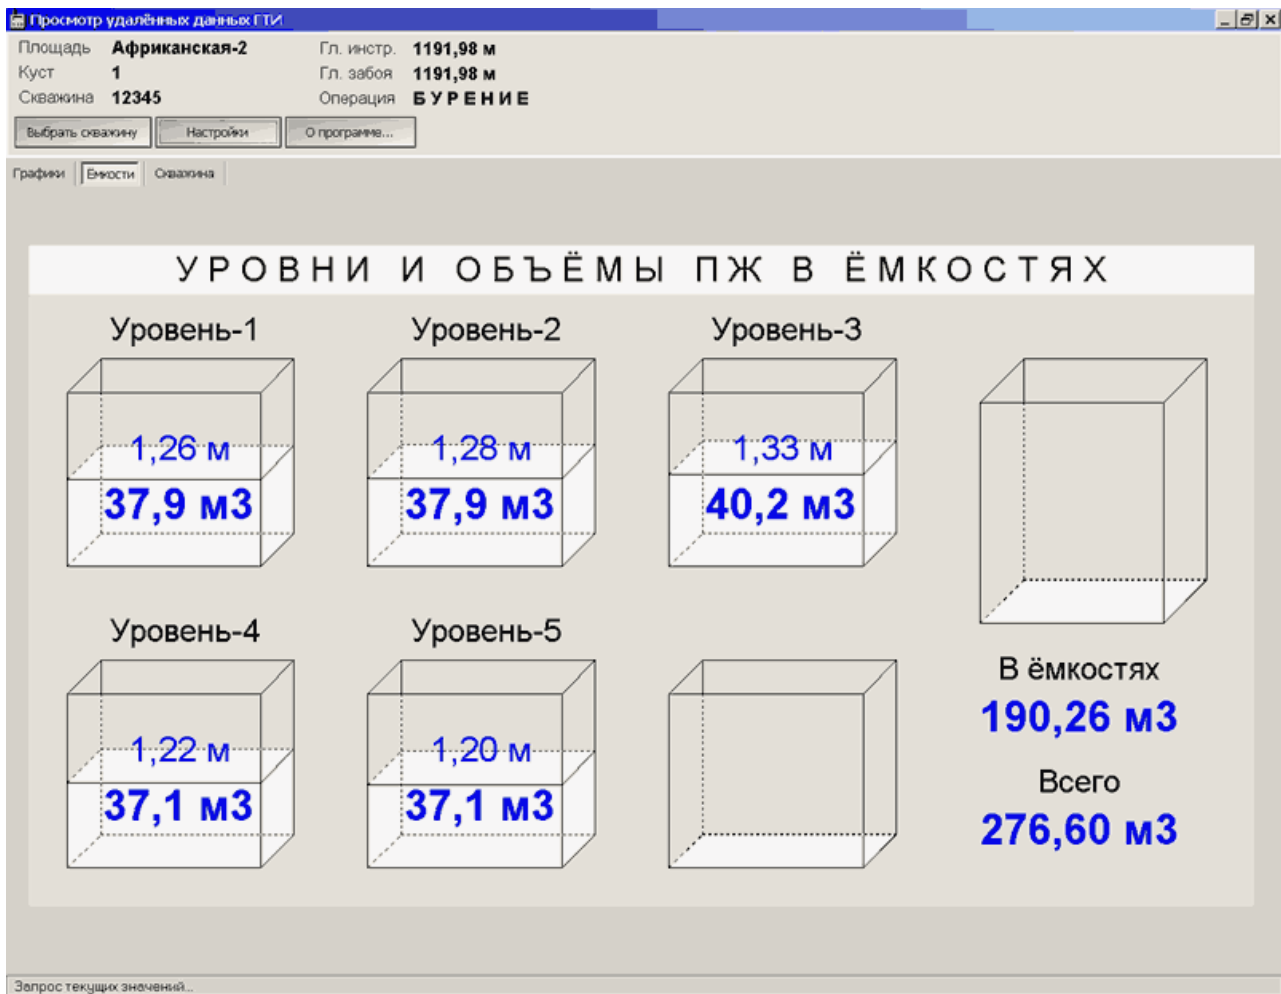 Просмотр удалённых данных ГТИ
Площадь Африканская-2 Гл. инстр. 1191,98 м
Куст 1 Гл. забоя 1191,98 м
Скважина 12345 Операция БУРЕНИЕ
Выбрать скважину Настройки О программе...
Графики Емкости Скважина
УРОВНИ И ОБЪЁМЫ ПЖ В ЁМКОСТЯХ
Уровень-1 Уровень-2 Уровень-3
1,26 м 1,28 м 1,33 м
37,9 м3 37,9 м3 40,2 м3
Уровень-4 Уровень-5
1,22 м 1,20 м
37,1 м3 37,1 м3
В ёмкостях
190,26 м3
Всего
276,60 м3
Запрос текущих значений...